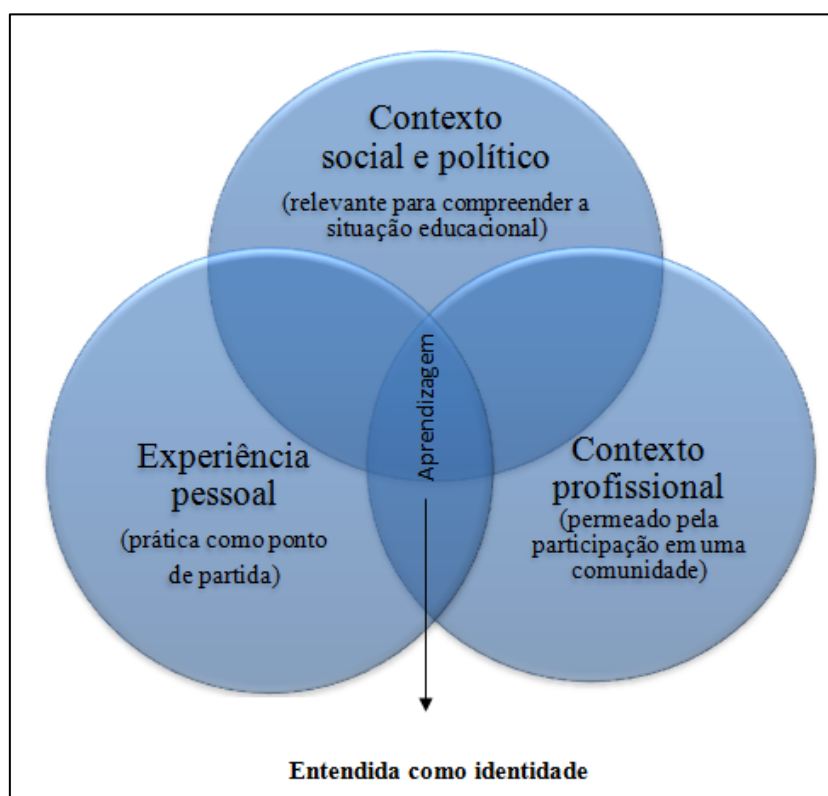 Contexto
social e político
(relevante para compreender a
situação educacional)
Aprendizagem
Experiência
pessoal
(prática como ponto
de partida)
Contexto
profissional
(permeado pela
participação em uma
comunidade)
Entendida como identidade